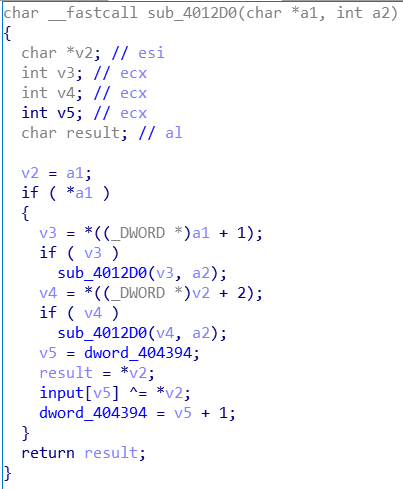 char __fastcall sub_4012D0(char *a1, int a2)
{
  char *v2; // esi
  int v3; // ecx
  int v4; // ecx
  int v5; // ecx
  char result; // al

  v2 = a1;
  if ( *a1 )
  {
    v3 = *((_DWORD *)a1 + 1);
    if ( v3 )
      sub_4012D0(v3, a2);
    v4 = *((_DWORD *)v2 + 2);
    if ( v4 )
      sub_4012D0(v4, a2);
    v5 = dword_404394;
    result = *v2;
    input[v5] ^= *v2;
    dword_404394 = v5 + 1;
  }
  return result;
}